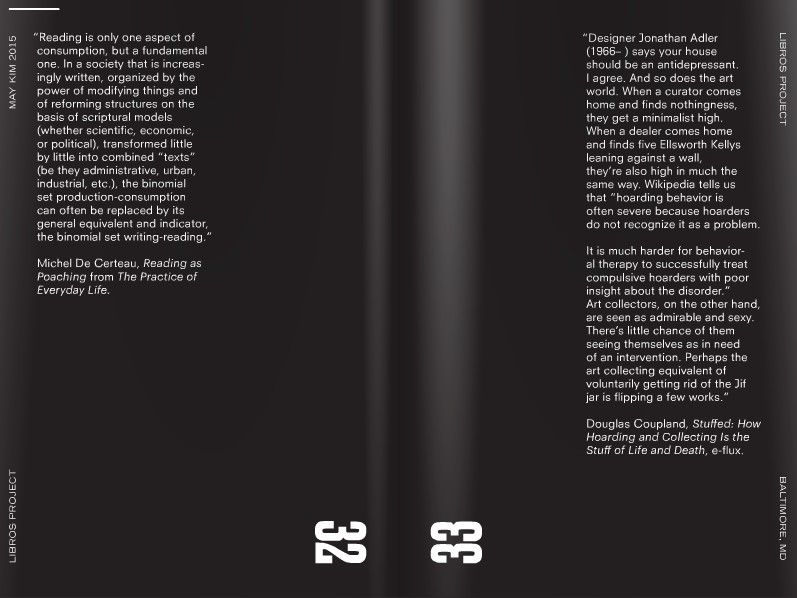 MAY KIM 2015
“Reading is only one aspect of
consumption, but a fundamental
one. In a society that is increas-
ingly written, organized by the
power of modifying things and
of reforming structures on the
basis of scriptural models
(whether scientific, economic,
or political), transformed little
by little into combined “texts”
(be they administrative, urban,
industrial, etc.), the binomial
set production-consumption
can often be replaced by its
general equivalent and indicator,
the binomial set writing-reading.”
Michel De Certeau, Reading as
Poaching from The Practice of
Everyday Life.
LIBROS PROJECT
32
“Designer Jonathan Adler
(1966– ) says your house
should be an antidepressant.
I agree. And so does the art
world. When a curator comes
home and finds nothingness,
they get a minimalist high.
When a dealer comes home
and finds five Ellsworth Kellys
leaning against a wall,
they’re also high in much the
same way. Wikipedia tells us
that “hoarding behavior is
often severe because hoarders
do not recognize it as a problem.
It is much harder for behavior-
al therapy to successfully treat
compulsive hoarders with poor
insight about the disorder.”
Art collectors, on the other hand,
are seen as admirable and sexy.
There’s little chance of them
seeing themselves as in need
of an intervention. Perhaps the
art collecting equivalent of
voluntarily getting rid of the Jif
jar is flipping a few works.”
Douglas Coupland, Stuffed: How
Hoarding and Collecting Is the
Stuff of Life and Death, e-flux.
33
LIBROS PROJECT
BALTIMORE, MD